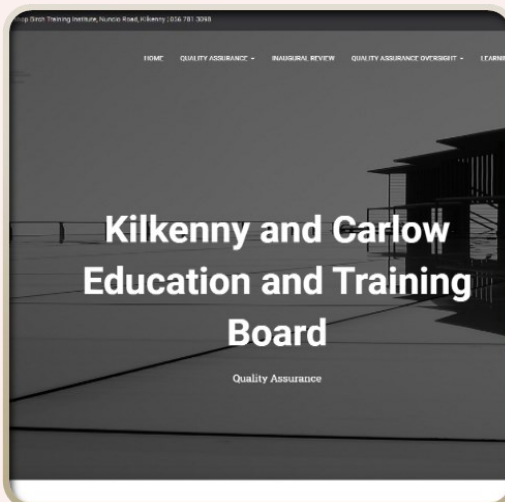 Birch Training Institute, Nuncio Road, Kilkenny | 056 781 3098
HOME QUALITY ASSURANCE INAUGURAL REVIEW QUALITY ASSURANCE OVERSIGHT
Kilkenny and Carlow
Education and Training
Board
Quality Assurance